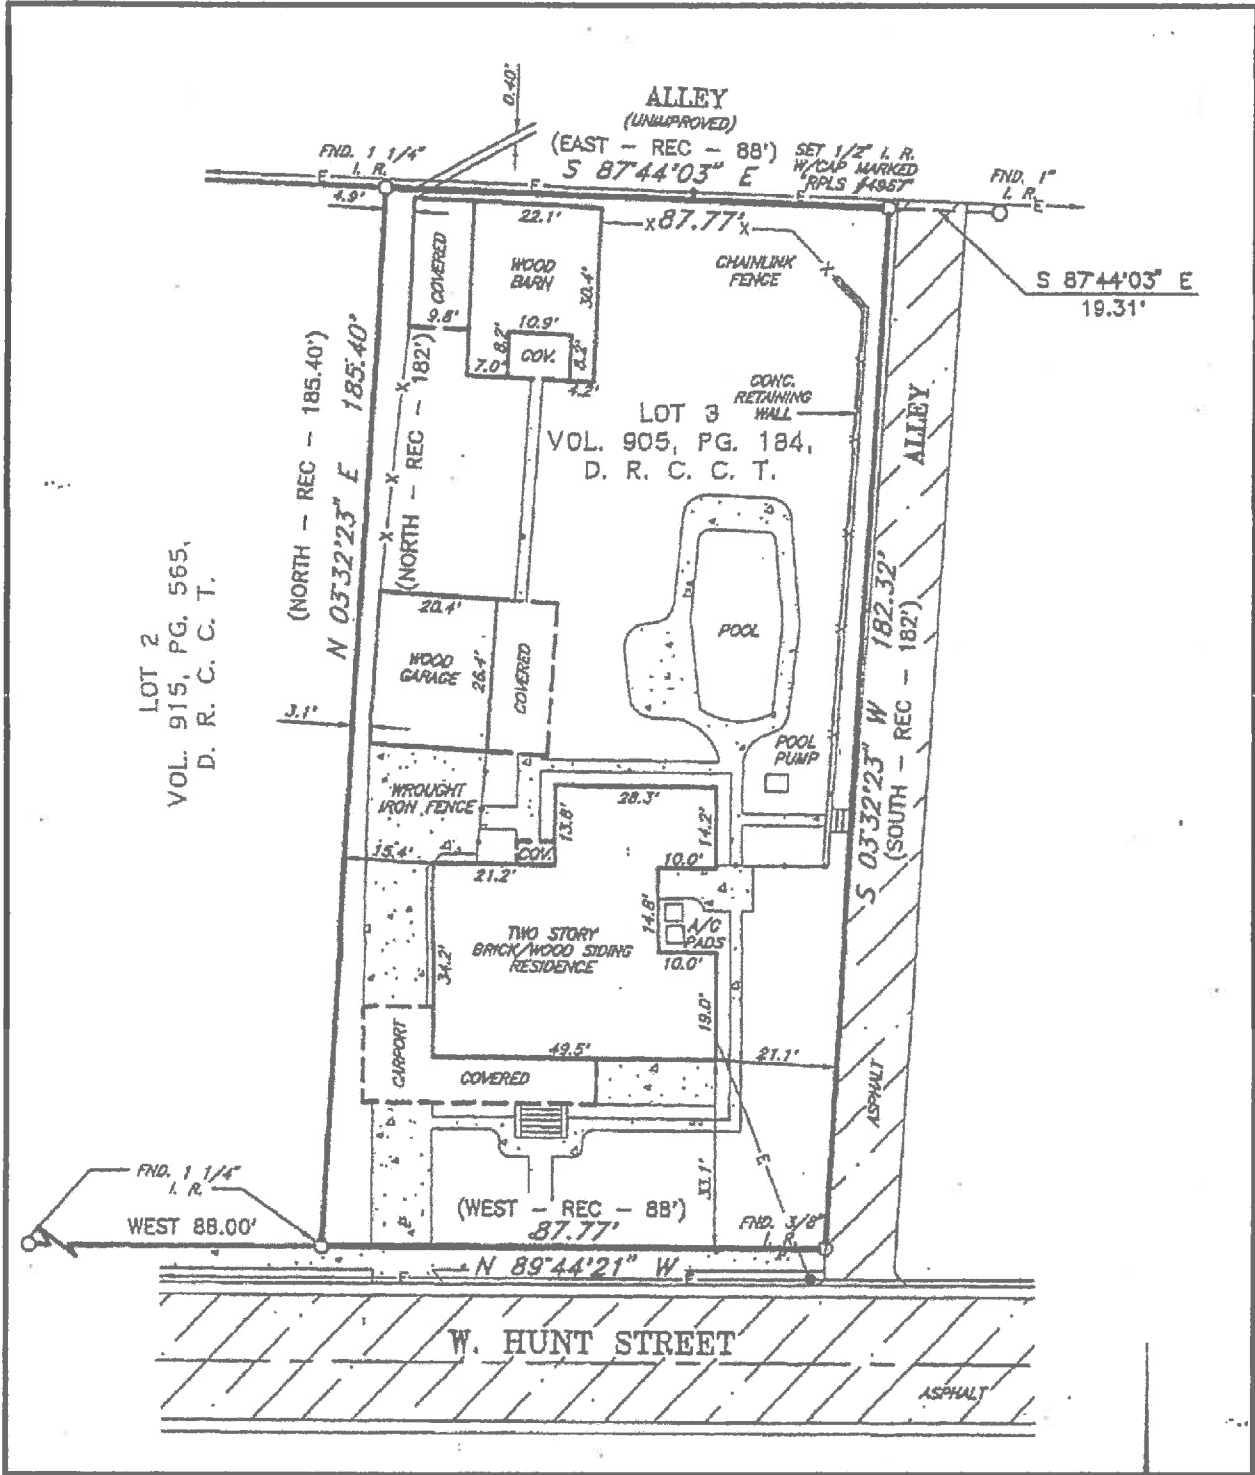 0.40'
ALLEY
(UNIMPROVED)
(EAST - REC - 88')
S 87°44'03" E
FND. 1 1/4"
I. R.
SET 1/2" I. R.
W/CAP MARKED
RPLS #4967
FND. 1"
I. R.
E
E
E
E
4.9'
22.1'
X 87.77' X
X
COVERED
WOOD
BARN
30.4'
CHAINLINK
FENCE
S 87°44'03" E
19.31'
9.8'
10.9'
8.2'
COV.
8.2'
7.0'
4.2'
(NORTH - REC - 185.40')
N 03°32'23" E 185.40'
(NORTH - REC - 182')
X
X
X
CONC.
RETAINING
WALL
LOT 3
VOL. 905, PG. 184,
D. R. C. C. T.
ALLEY
LOT 2
VOL. 915, PG. 565,
D. R. C. C. T.
20.4'
WOOD
GARAGE
26.4'
COVERED
POOL
3.1'
POOL
PUMP
S 03°32'23" W 182.32'
(SOUTH - REC - 182')
WROUGHT
IRON FENCE
28.3'
13.8'
14.2'
COV.
15.4'
21.2'
10.0'
14.8'
A/C
PADS
TWO STORY
BRICK/WOOD SIDING
RESIDENCE
10.0'
34.2'
19.0'
49.5'
21.1'
CARPORT
COVERED
ASPHALT
E
33.1'
FND. 1 1/4"
I. R.
WEST 88.00'
(WEST - REC - 88')
87.77'
FND. 3/8"
I. R.
N 89°44'21" W
E
E
W. HUNT STREET
ASPHALT